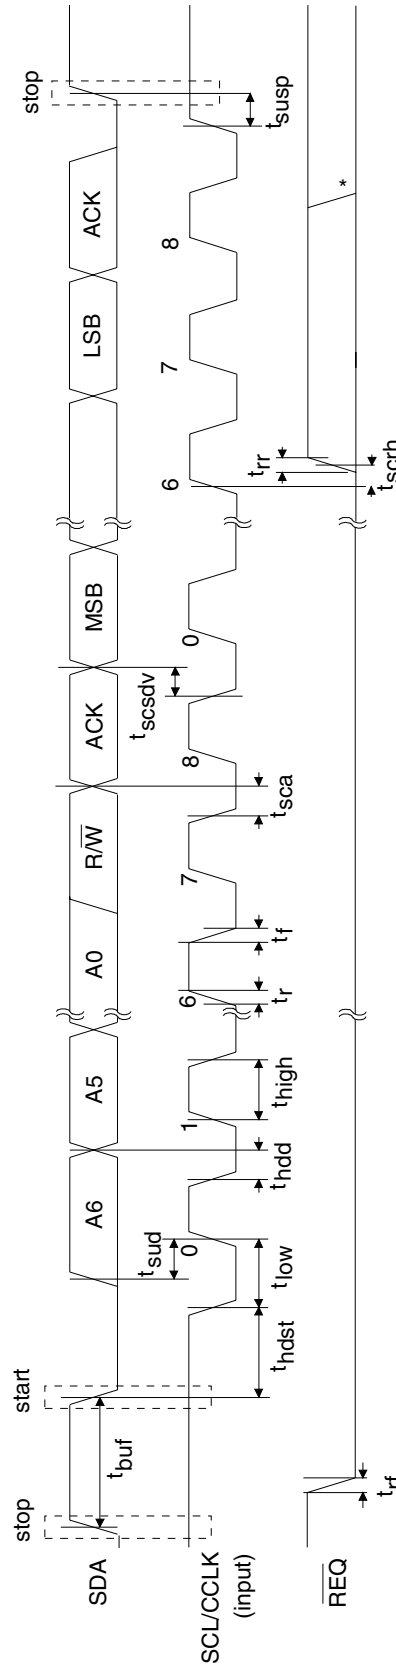 stop start stop
SDA A6 A5 A0 R/W̅ ACK MSB LSB ACK
t_buf t_sud t_scsdv
SCL/CCLK (input)
0 1 6 7 8 0 6 7 8
t_hdst t_low t_hdd t_high t_r t_f t_sca t_susp
R̅E̅Q̅
t_rf t_rr t_scrh *